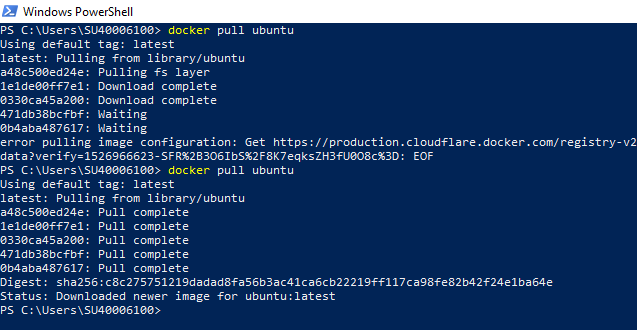 Windows PowerShell
PS C:\Users\SU40006100> docker pull ubuntu
Using default tag: latest
latest: Pulling from library/ubuntu
a48c500ed24e: Pulling fs layer
1e1de00ff7e1: Download complete
0330ca45a200: Download complete
471db38bcfbf: Waiting
0b4aba487617: Waiting
error pulling image configuration: Get https://production.cloudflare.docker.com/registry-v2
data?verify=1526966623-SFR%2B3O6IbS%2F8K7eqksZH3fU0O8c%3D: EOF
PS C:\Users\SU40006100> docker pull ubuntu
Using default tag: latest
latest: Pulling from library/ubuntu
a48c500ed24e: Pull complete
1e1de00ff7e1: Pull complete
0330ca45a200: Pull complete
471db38bcfbf: Pull complete
0b4aba487617: Pull complete
Digest: sha256:c8c275751219dadad8fa56b3ac41ca6cb22219ff117ca98fe82b42f24e1ba64e
Status: Downloaded newer image for ubuntu:latest
PS C:\Users\SU40006100>